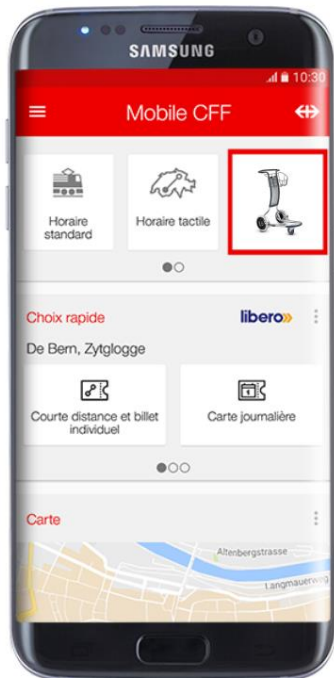 SAMSUNG
10:30
Mobile CFF
Horaire
standard
Horaire tactile
Choix rapide
libero
De Bern, Zytglogge
Courte distance et billet
individuel
Carte journalière
Carte
Altenbergstrasse
Langmauerweg